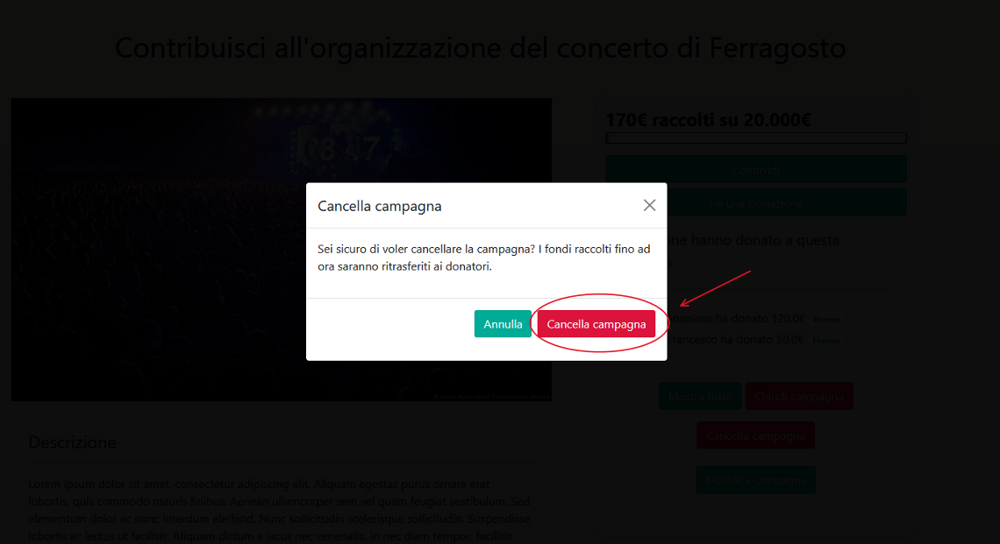 Contribuisci all'organizzazione del concerto di Ferragosto
170€ raccolti su 20.000€
Condividi
Fai una Donazione
Cancella campagna
Sei sicuro di voler cancellare la campagna? I fondi raccolti fino ad
ora saranno ritrasferiti ai donatori.
Annulla
Cancella campagna
one hanno donato a questa
nonimo ha donato 120.0€ Nuovo
rancesco ha donato 50.0€ Nuovo
Mostra tutto
Chiudi campagna
Cancella campagna
Modifica campagna
Descrizione
Lorem ipsum dolor sit amet, consectetur adipiscing elit. Aliquam egestas purus ornare erat
lobortis, quis commodo mauris finibus. Aenean ullamcorper sem vel quam feugiat vestibulum. Sed
elementum dolor ac nunc interdum eleifend. Nunc sollicitudin scelerisque sollicitudin. Suspendisse
lobortis ac lectus ut facilisis. Aliquam dictum a lacus nec venenatis. In nec diam tempor, facilisis